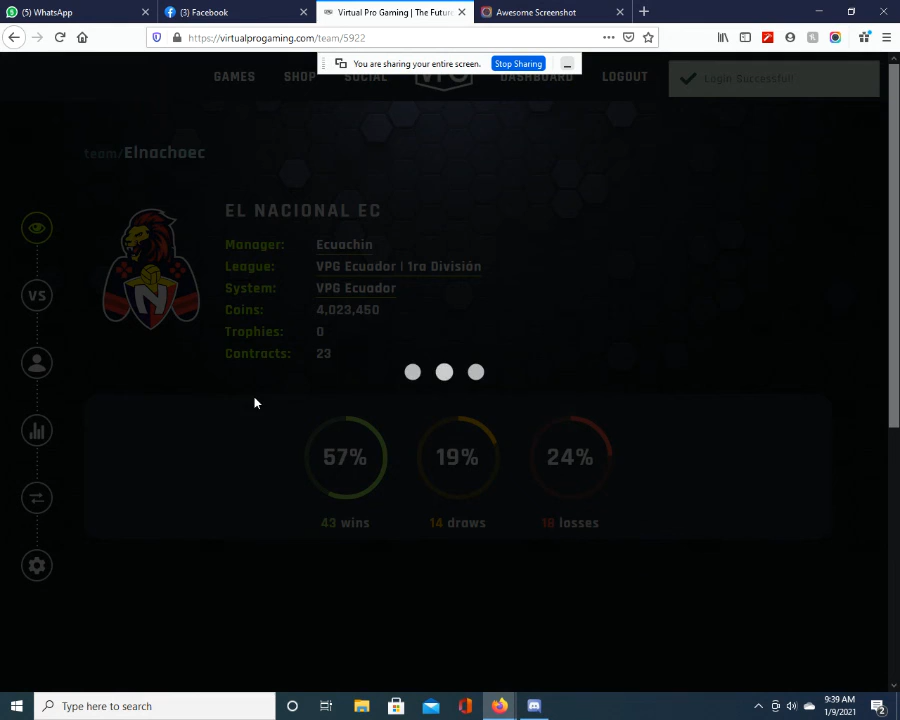 (5) WhatsApp
(3) Facebook
Virtual Pro Gaming | The Futur
Awesome Screenshot
https://virtualprogaming.com/team/5922
You are sharing your entire screen.
Stop Sharing
GAMES
SHOP
SOCIAL
VPG
DASHBOARD
LOGOUT
Login Successful!
team/Elnachoec
EL NACIONAL EC
Manager: Ecuachin
League: VPG Ecuador | 1ra División
System: VPG Ecuador
Coins: 4,023,450
Trophies: 0
Contracts: 23
VS
N
57%
19%
24%
43 wins
14 draws
18 losses
Type here to search
9:39 AM
1/9/2021
2